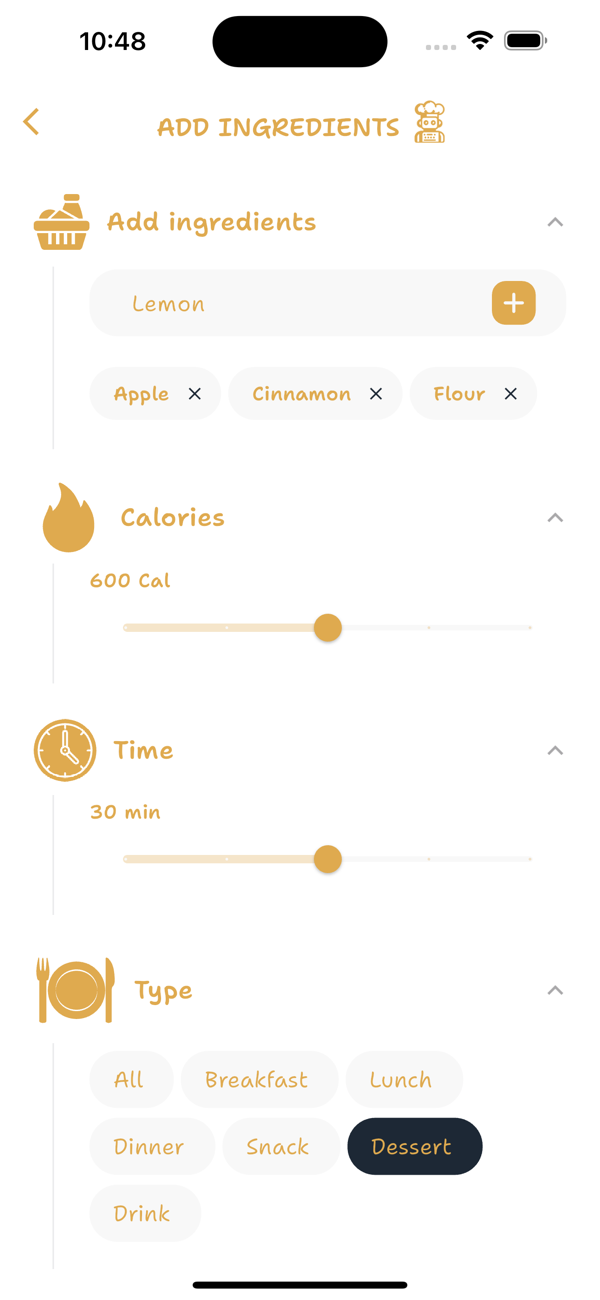 10:48
ADD INGREDIENTS
Add ingredients
Lemon
Apple Cinnamon Flour
Calories
600 Cal
Time
30 min
Type
All Breakfast Lunch
Dinner Snack Dessert
Drink